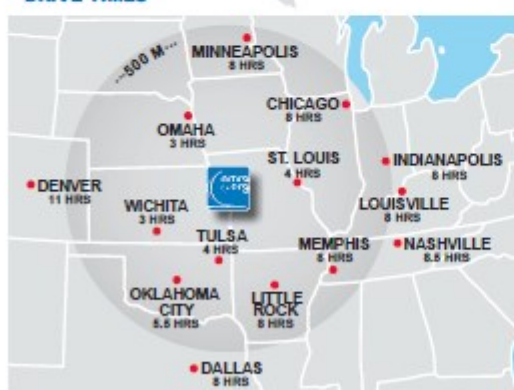 DRIVE TIMES
500 M...
MINNEAPOLIS
8 HRS
CHICAGO
8 HRS
OMAHA
3 HRS
ST. LOUIS
4 HRS
INDIANAPOLIS
8 HRS
DENVER
11 HRS
LOUISVILLE
8 HRS
WICHITA
3 HRS
TULSA
4 HRS
MEMPHIS
8 HRS
NASHVILLE
8.5 HRS
OKLAHOMA
CITY
5.5 HRS
LITTLE
ROCK
8 HRS
DALLAS
8 HRS